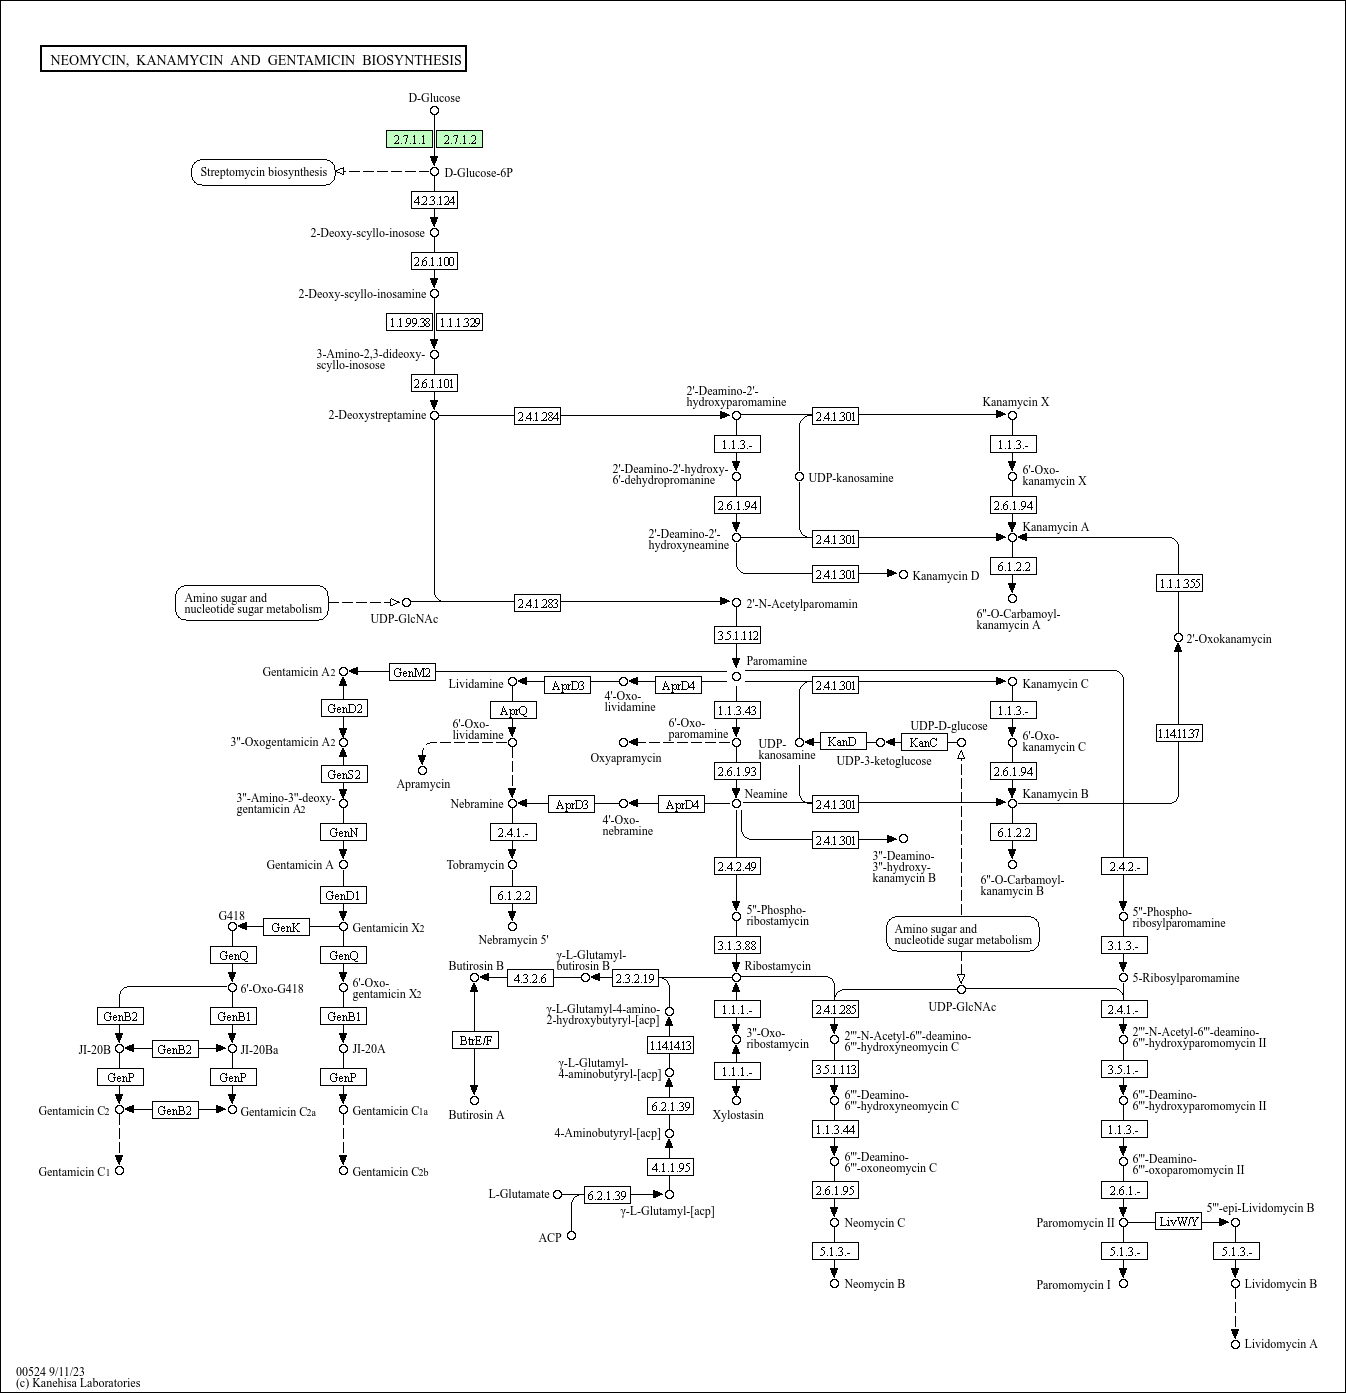 NEOMYCIN, KANAMYCIN AND GENTAMICIN BIOSYNTHESIS
D-Glucose
2.7.1.1
2.7.1.2
Streptomycin biosynthesis
D-Glucose-6P
4.2.3.124
2-Deoxy-scyllo-inosose
2.6.1.100
2-Deoxy-scyllo-inosamine
1.1.99.38
1.1.1.329
3-Amino-2,3-dideoxy-
scyllo-inosose
2.6.1.101
2-Deoxystreptamine
2.4.1.284
2'-Deamino-2'-
hydroxyparomamine
2.4.1.301
Kanamycin X
1.1.3.-
1.1.3.-
2'-Deamino-2'-hydroxy-
6'-dehydropromanine
UDP-kanosamine
6'-Oxo-
kanamycin X
2.6.1.94
2.6.1.94
2'-Deamino-2'-
hydroxyneamine
2.4.1.301
Kanamycin A
2.4.1.301
Kanamycin D
6.1.2.2
1.1.1.355
6''-O-Carbamoyl-
kanamycin A
Amino sugar and
nucleotide sugar metabolism
UDP-GlcNAc
2.4.1.283
2'-N-Acetylparomamin
3.5.1.112
2'-Oxokanamycin
Paromamine
Gentamicin A2
GenM2
Lividamine
AprD3
4'-Oxo-
lividamine
AprD4
2.4.1.301
Kanamycin C
GenD2
AprQ
1.1.3.43
1.1.3.-
6'-Oxo-
lividamine
6'-Oxo-
paromamine
UDP-D-glucose
3''-Oxogentamicin A2
Oxyapramycin
UDP-
kanosamine
KanD
KanC
UDP-3-ketoglucose
6'-Oxo-
kanamycin C
1.14.11.37
GenS2
Apramycin
2.6.1.93
2.6.1.94
3''-Amino-3''-deoxy-
gentamicin A2
Nebramine
AprD3
4'-Oxo-
nebramine
AprD4
Neamine
2.4.1.301
Kanamycin B
GenN
2.4.1.-
2.4.1.301
6.1.2.2
Gentamicin A
Tobramycin
3''-Deamino-
3''-hydroxy-
kanamycin B
2.4.2.49
2.4.2.-
6''-O-Carbamoyl-
kanamycin B
GenD1
6.1.2.2
G418
GenK
Gentamicin X2
Nebramycin 5'
5''-Phospho-
ribostamycin
Amino sugar and
nucleotide sugar metabolism
5''-Phospho-
ribosylparomamine
GenQ
GenQ
3.1.3.88
3.1.3.-
Butirosin B
4.3.2.6
γ-L-Glutamyl-
butirosin B
2.3.2.19
Ribostamycin
5-Ribosylparomamine
6'-Oxo-G418
6'-Oxo-
gentamicin X2
UDP-GlcNAc
GenB2
GenB1
GenB1
γ-L-Glutamyl-4-amino-
2-hydroxybutyryl-[acp]
1.1.1.-
2.4.1.285
2.4.1.-
JI-20B
GenB2
JI-20Ba
JI-20A
BtrE/F
1.14.14.13
3''-Oxo-
ribostamycin
2'''-N-Acetyl-6'''-deamino-
6'''-hydroxyneomycin C
2'''-N-Acetyl-6'''-deamino-
6'''-hydroxyparomomycin II
GenP
GenP
GenP
γ-L-Glutamyl-
4-aminobutyryl-[acp]
1.1.1.-
3.5.1.113
3.5.1.-
Gentamicin C2
GenB2
Gentamicin C2a
Gentamicin C1a
Butirosin A
6.2.1.39
Xylostasin
6'''-Deamino-
6'''-hydroxyneomycin C
6'''-Deamino-
6'''-hydroxyparomomycin II
4-Aminobutyryl-[acp]
1.1.3.44
1.1.3.-
Gentamicin C1
Gentamicin C2b
4.1.1.95
6'''-Deamino-
6'''-oxoneomycin C
6'''-Deamino-
6'''-oxoparomomycin II
L-Glutamate
6.2.1.39
γ-L-Glutamyl-[acp]
2.6.1.95
2.6.1.-
ACP
Neomycin C
Paromomycin II
LivW/Y
5'''-epi-Lividomycin B
5.1.3.-
5.1.3.-
5.1.3.-
Neomycin B
Paromomycin I
Lividomycin B
Lividomycin A
00524 9/11/23
(c) Kanehisa Laboratories